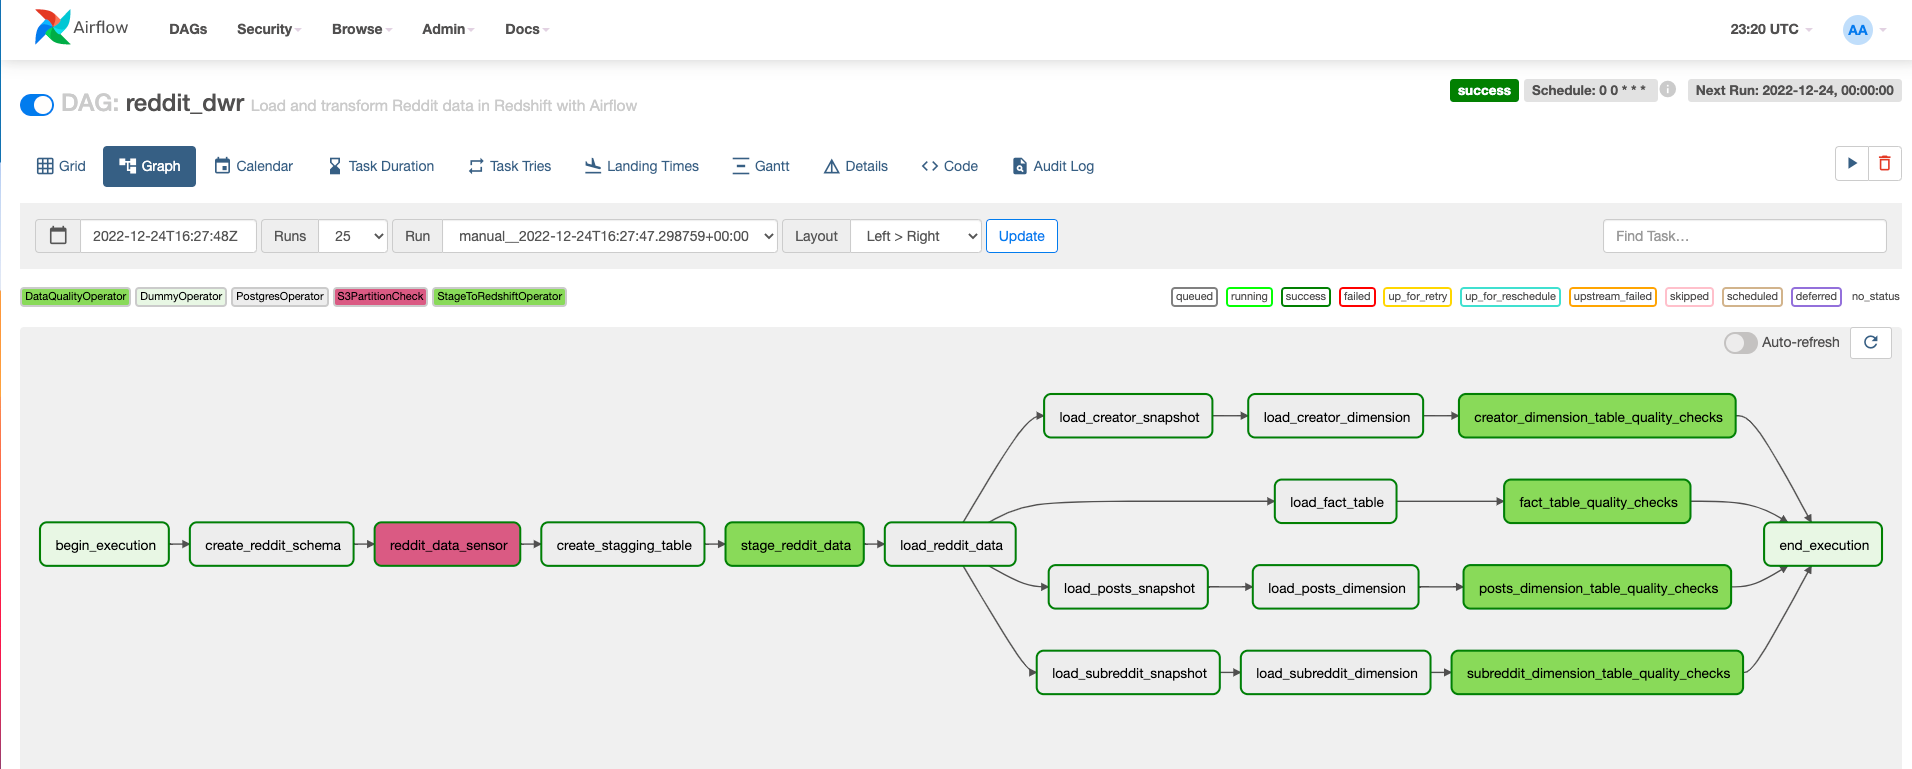 Airflow DAGs Security Browse Admin Docs 23:20 UTC AA
DAG: reddit_dwr Load and transform Reddit data in Redshift with Airflow
success Schedule: 0 0 * * * i Next Run: 2022-12-24, 00:00:00
Grid Graph Calendar Task Duration Task Tries Landing Times Gantt Details Code Audit Log
2022-12-24T16:27:48Z Runs 25 Run manual__2022-12-24T16:27:47.298759+00:00 Layout Left > Right Update Find Task...
DataQualityOperator DummyOperator PostgresOperator S3PartitionCheck StageToRedshiftOperator
queued running success failed up_for_retry up_for_reschedule upstream_failed skipped scheduled deferred no_status
Auto-refresh
load_creator_snapshot load_creator_dimension creator_dimension_table_quality_checks
load_fact_table fact_table_quality_checks
begin_execution create_reddit_schema reddit_data_sensor create_stagging_table stage_reddit_data load_reddit_data end_execution
load_posts_snapshot load_posts_dimension posts_dimension_table_quality_checks
load_subreddit_snapshot load_subreddit_dimension subreddit_dimension_table_quality_checks